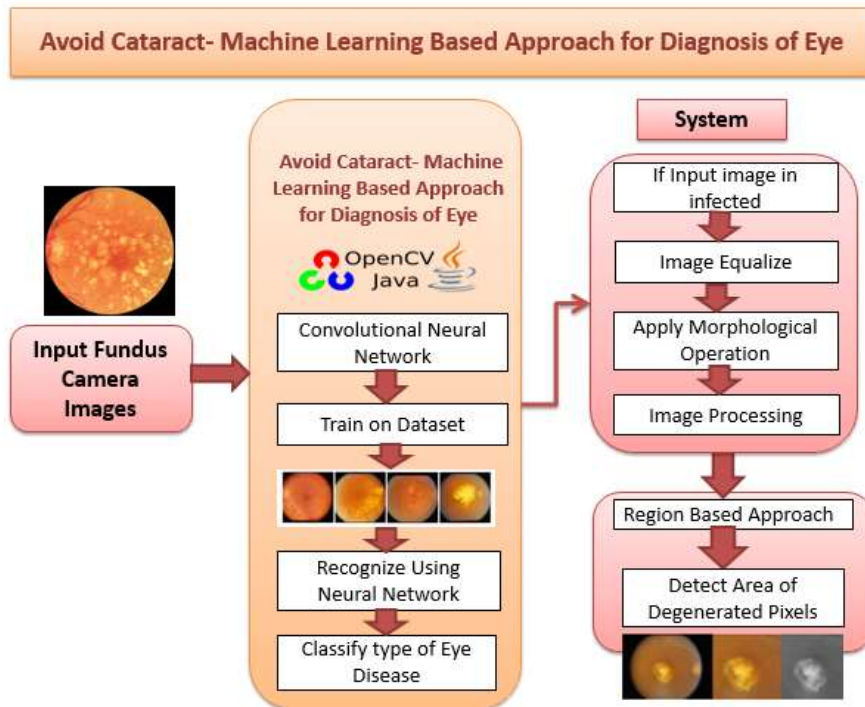 Avoid Cataract- Machine Learning Based Approach for Diagnosis of Eye
Input Fundus
Camera
Images
Avoid Cataract- Machine
Learning Based Approach
for Diagnosis of Eye
OpenCV
Java
Convolutional Neural
Network
Train on Dataset
Recognize Using
Neural Network
Classify type of Eye
Disease
System
If Input image in
infected
Image Equalize
Apply Morphological
Operation
Image Processing
Region Based Approach
Detect Area of
Degenerated Pixels